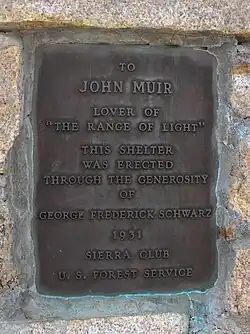 TO
JOHN MUIR
LOVER OF
"THE RANGE OF LIGHT"
THIS SHELTER
WAS ERECTED
THROUGH THE GENEROSITY
OF
GEORGE FREDERICK SCHWARZ
1931
SIERRA CLUB
U. S. FOREST SERVICE